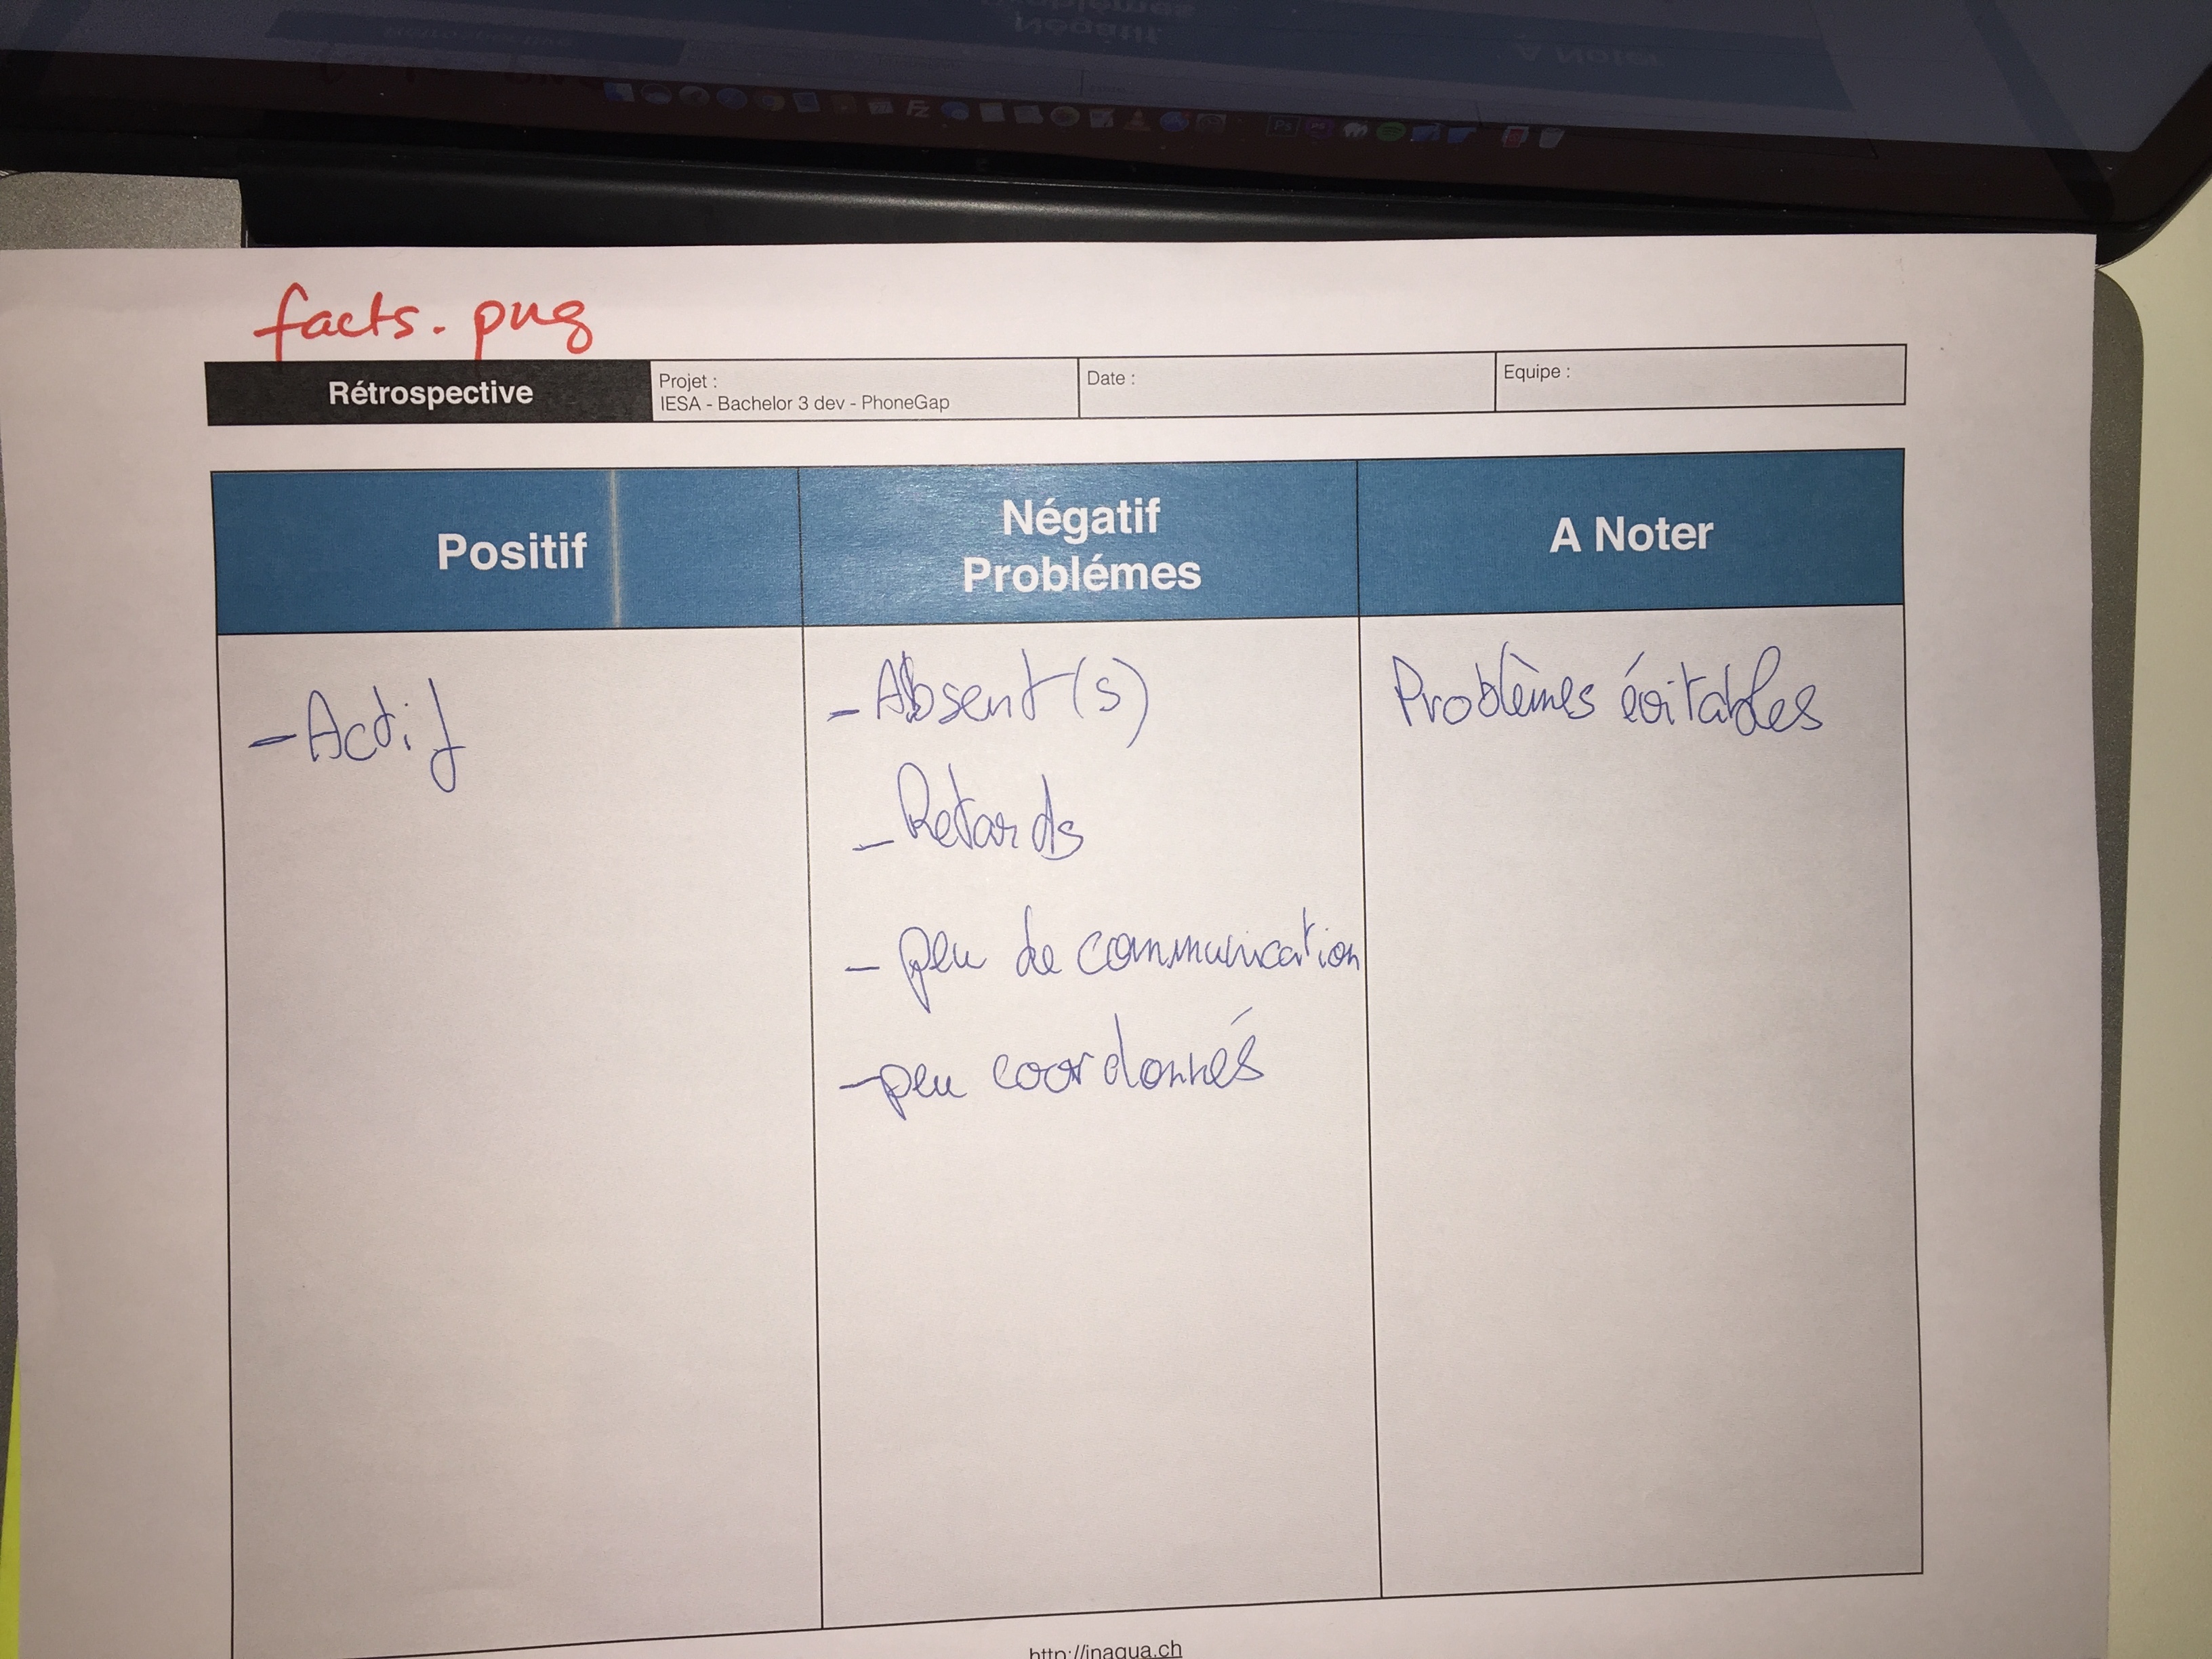 facts.png
Rétrospective
Projet :
IESA - Bachelor 3 dev - PhoneGap
Date :
Equipe :
Positif
Négatif
Problémes
A Noter
- Actif
- Absent(s)
- Retards
- peu de communication
- peu coordonnés
Problèmes évitables
http://inaqua.ch